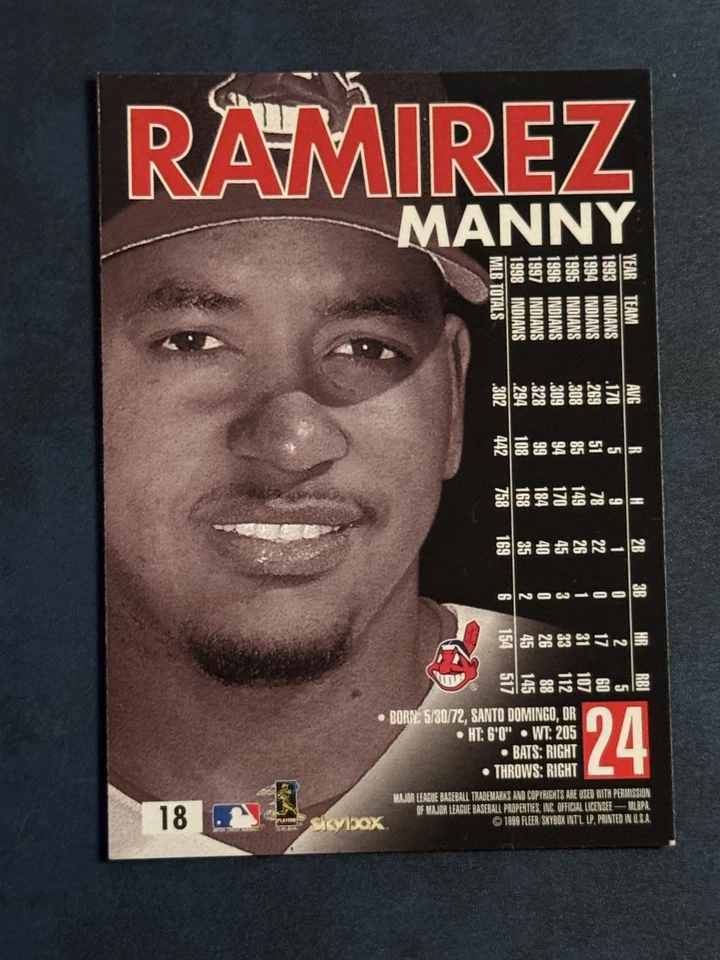 RAMIREZ
MANNY
YEAR TEAM AVG R H 2B 3B HR RBI
1993 INDIANS .170 5 9 1 0 2 5
1994 INDIANS .269 51 78 22 0 17 60
1995 INDIANS .308 85 149 26 1 31 107
1996 INDIANS .309 94 170 45 3 33 112
1997 INDIANS .328 99 184 40 0 26 88
1998 INDIANS .294 108 168 35 2 45 145
MLB TOTALS .302 442 758 169 6 154 517
• BORN: 5/30/72, SANTO DOMINGO, DR
• HT: 6'0" • WT: 205
• BATS: RIGHT
• THROWS: RIGHT
24
MAJOR LEAGUE BASEBALL TRADEMARKS AND COPYRIGHTS ARE USED WITH PERMISSION
OF MAJOR LEAGUE BASEBALL PROPERTIES, INC. OFFICIAL LICENSEE — MLBPA.
© 1999 FLEER/SKYBOX INT'L. LP, PRINTED IN U.S.A.
18
skybox